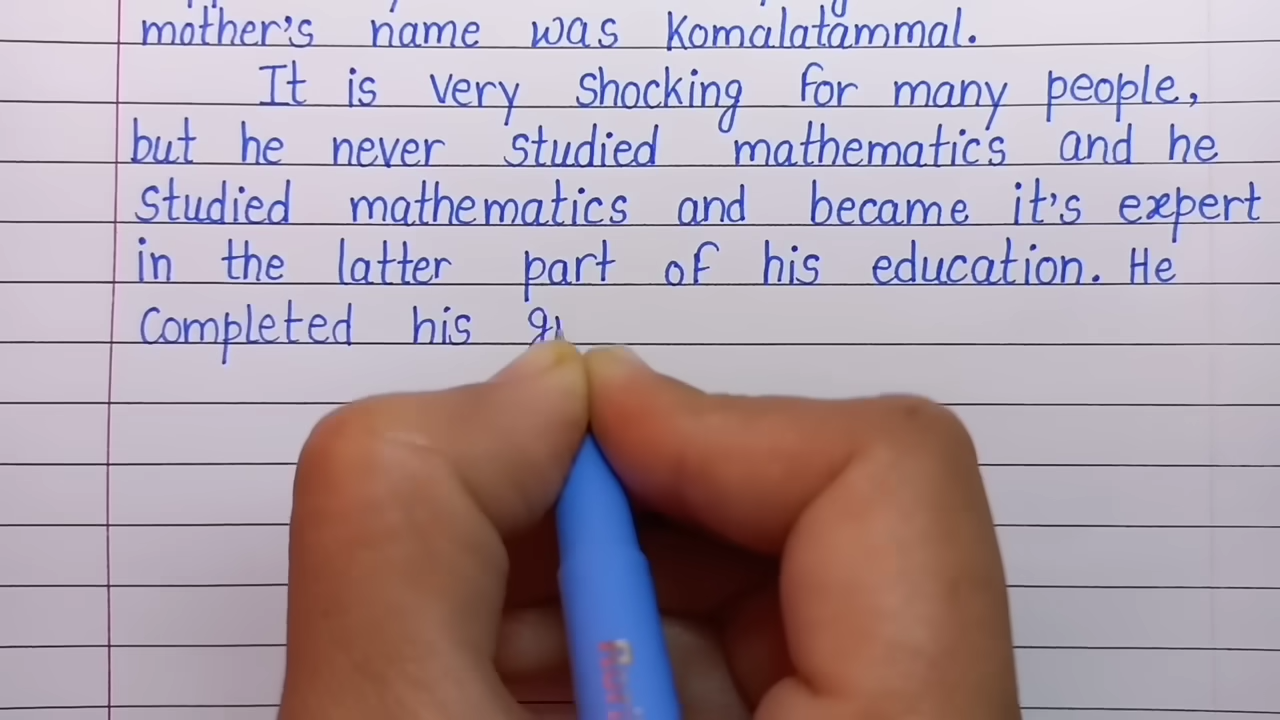 mother's name was Komalatammal.
It is very shocking for many people,
but he never studied mathematics and he
studied mathematics and became it's expert
in the latter part of his education. He
completed his